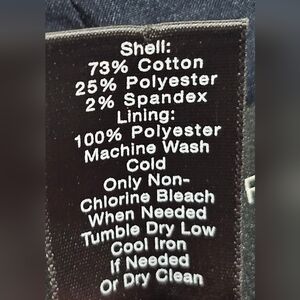 Shell:
73% Cotton
25% Polyester
2% Spandex
Lining:
100% Polyester
Machine Wash
Cold
Only Non-
Chlorine Bleach
When Needed
Tumble Dry Low
Cool Iron
If Needed
Or Dry Clean